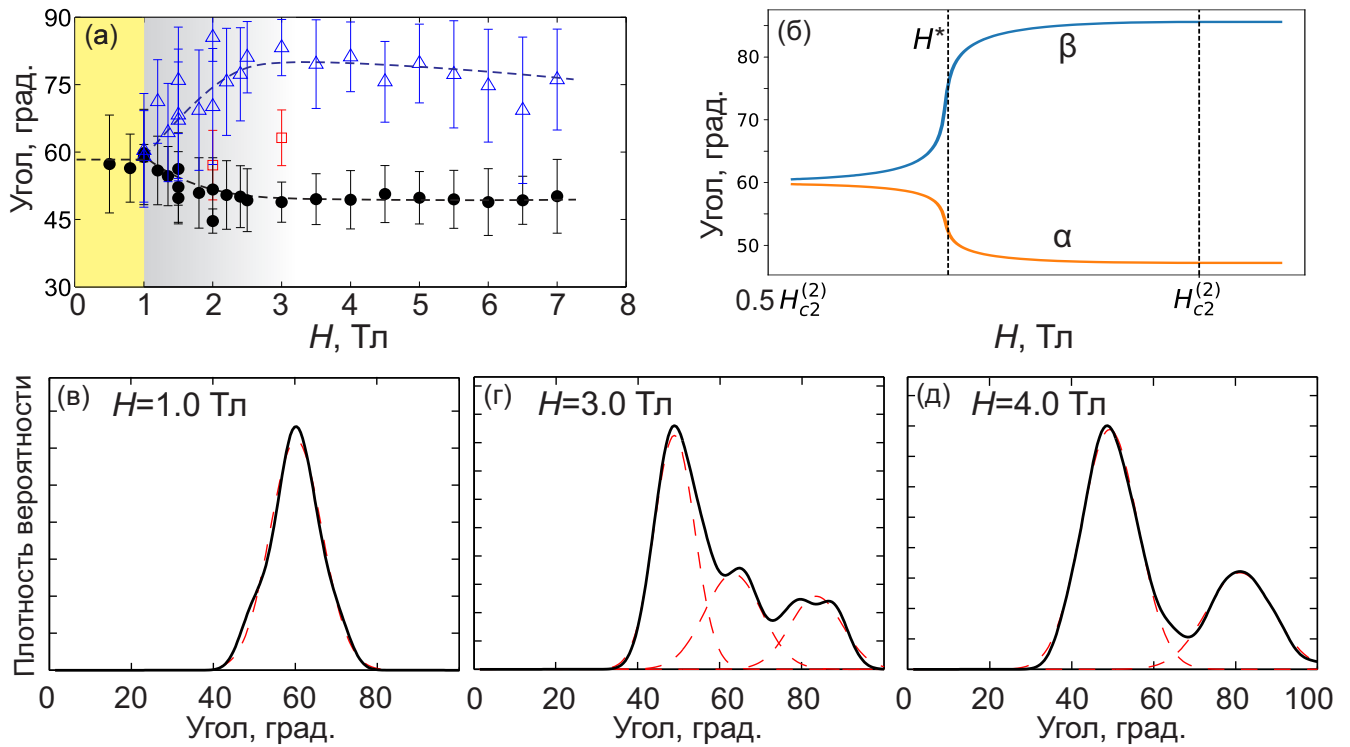 (а)
Угол, град.
90
75
60
45
30
0 1 2 3 4 5 6 7 8
H, Тл
(б)
Угол, град.
80
70
60
50
H*
β
α
0.5 H_{c2}^{(2)}
H_{c2}^{(2)}
H, Тл
Плотность вероятности
(в)
H=1.0 Тл
0 20 40 60 80
Угол, град.
(г)
H=3.0 Тл
0 20 40 60 80
Угол, град.
(д)
H=4.0 Тл
0 20 40 60 80 100
Угол, град.